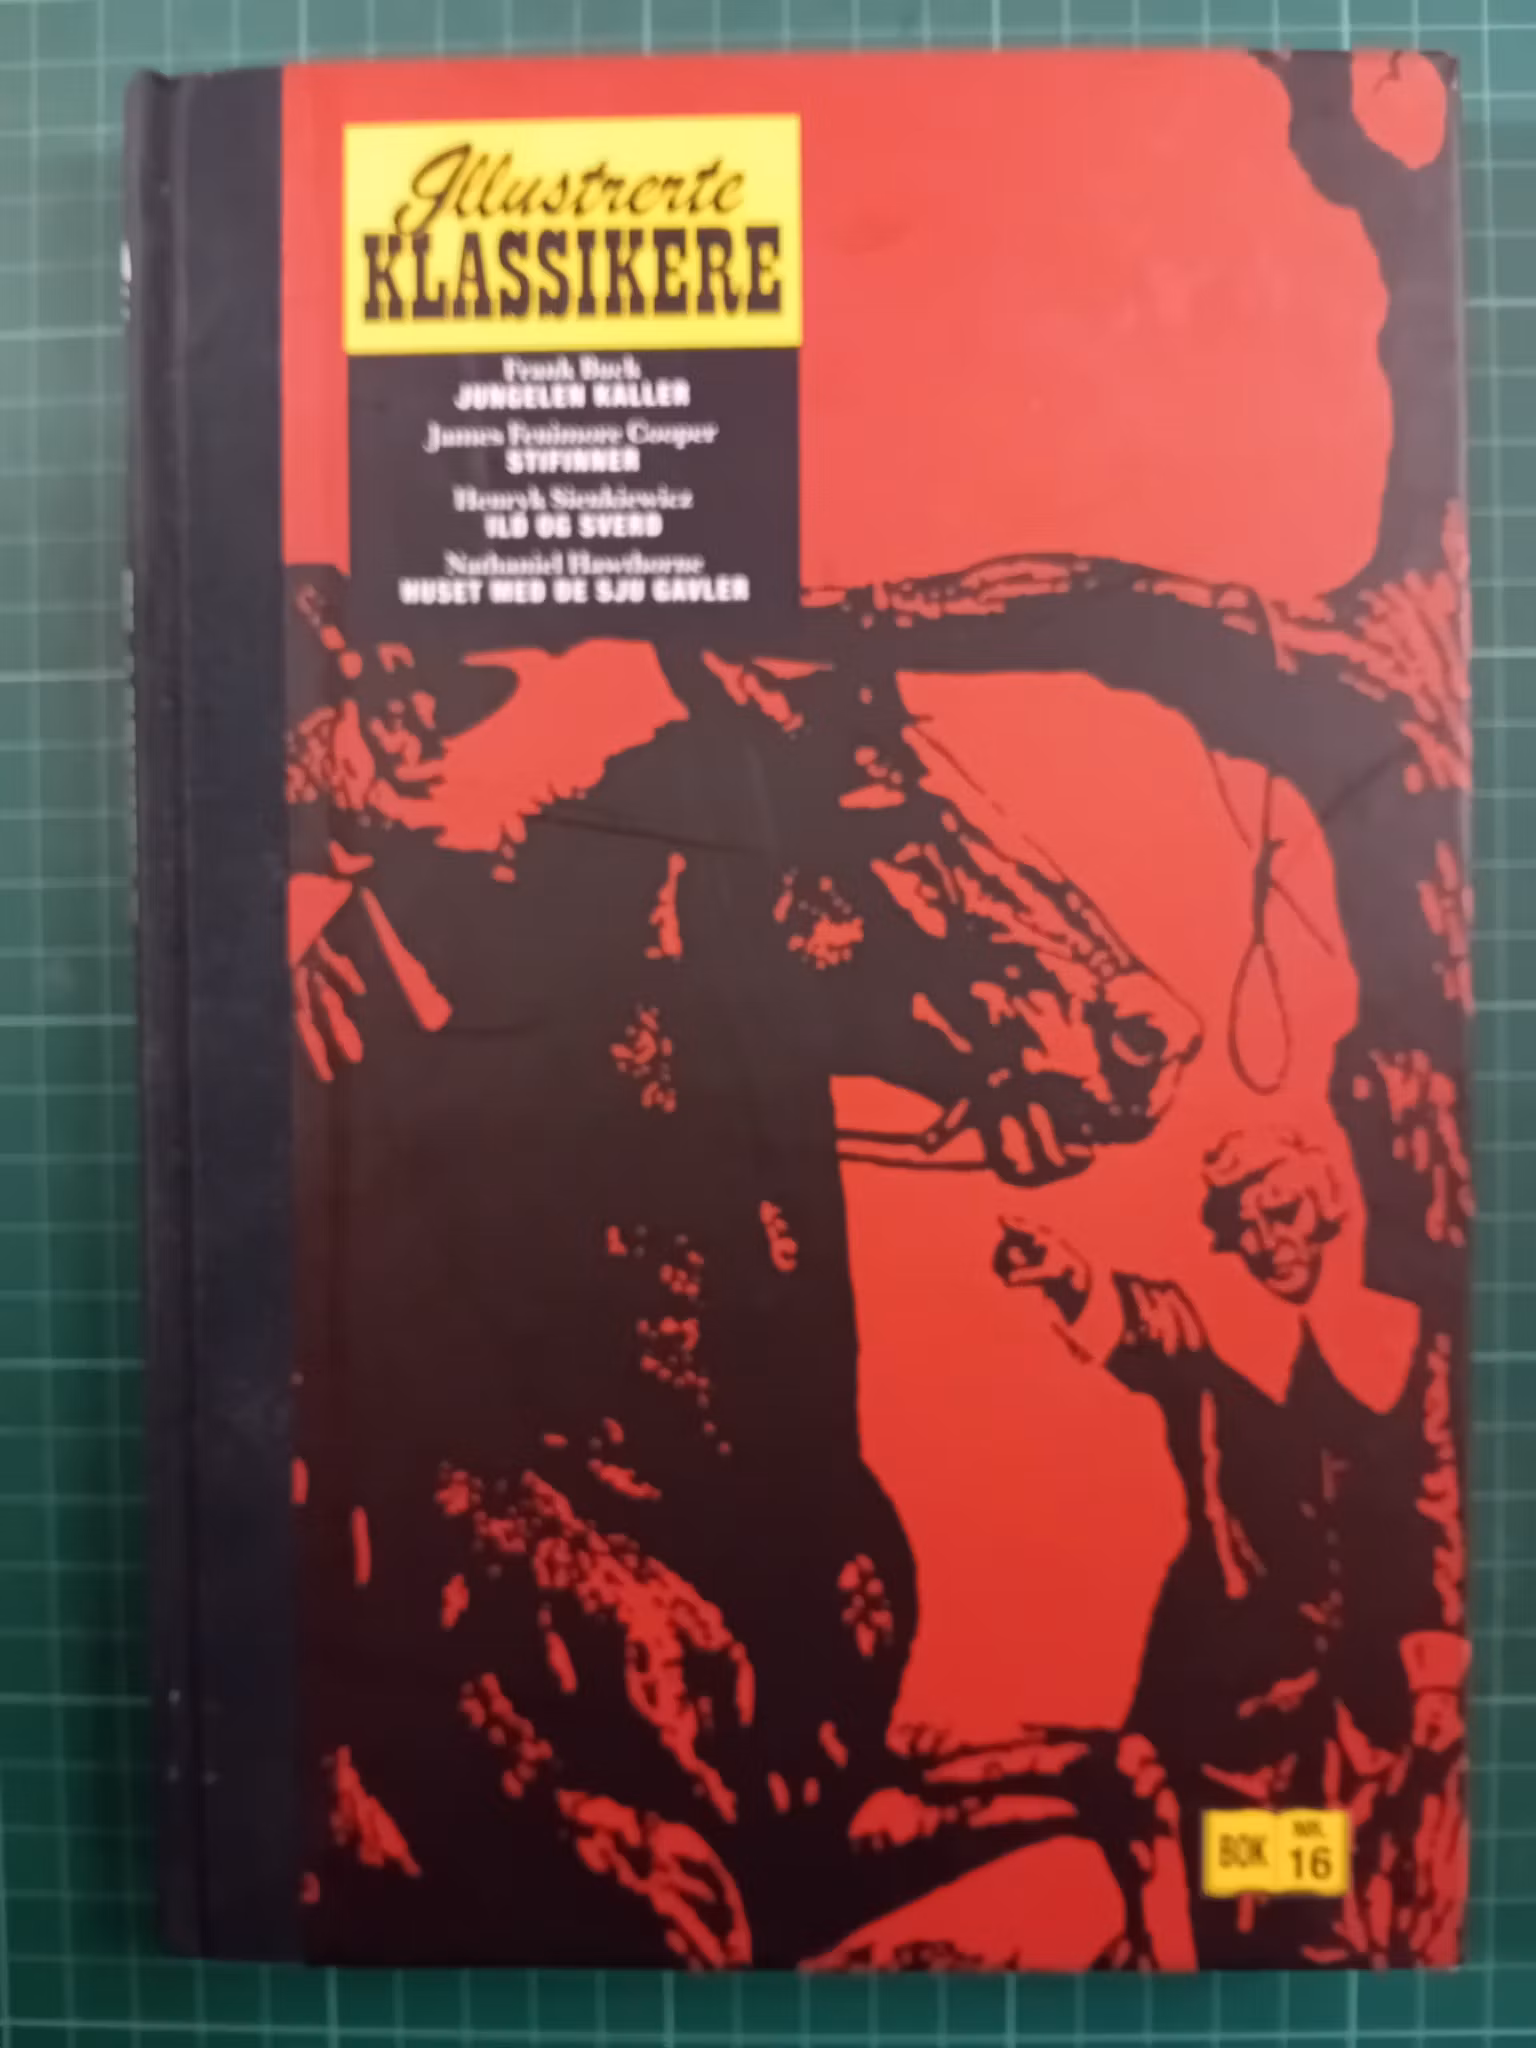 Illustrerte
KLASSIKERE
Frank Buck
JUNGELEN KALLER
James Fenimore Cooper
STIFINNER
Henryk Sienkiewicz
ILD OG SVERD
Nathaniel Hawthorne
HUSET MED DE SJU GAVLER
BOK NR.
16